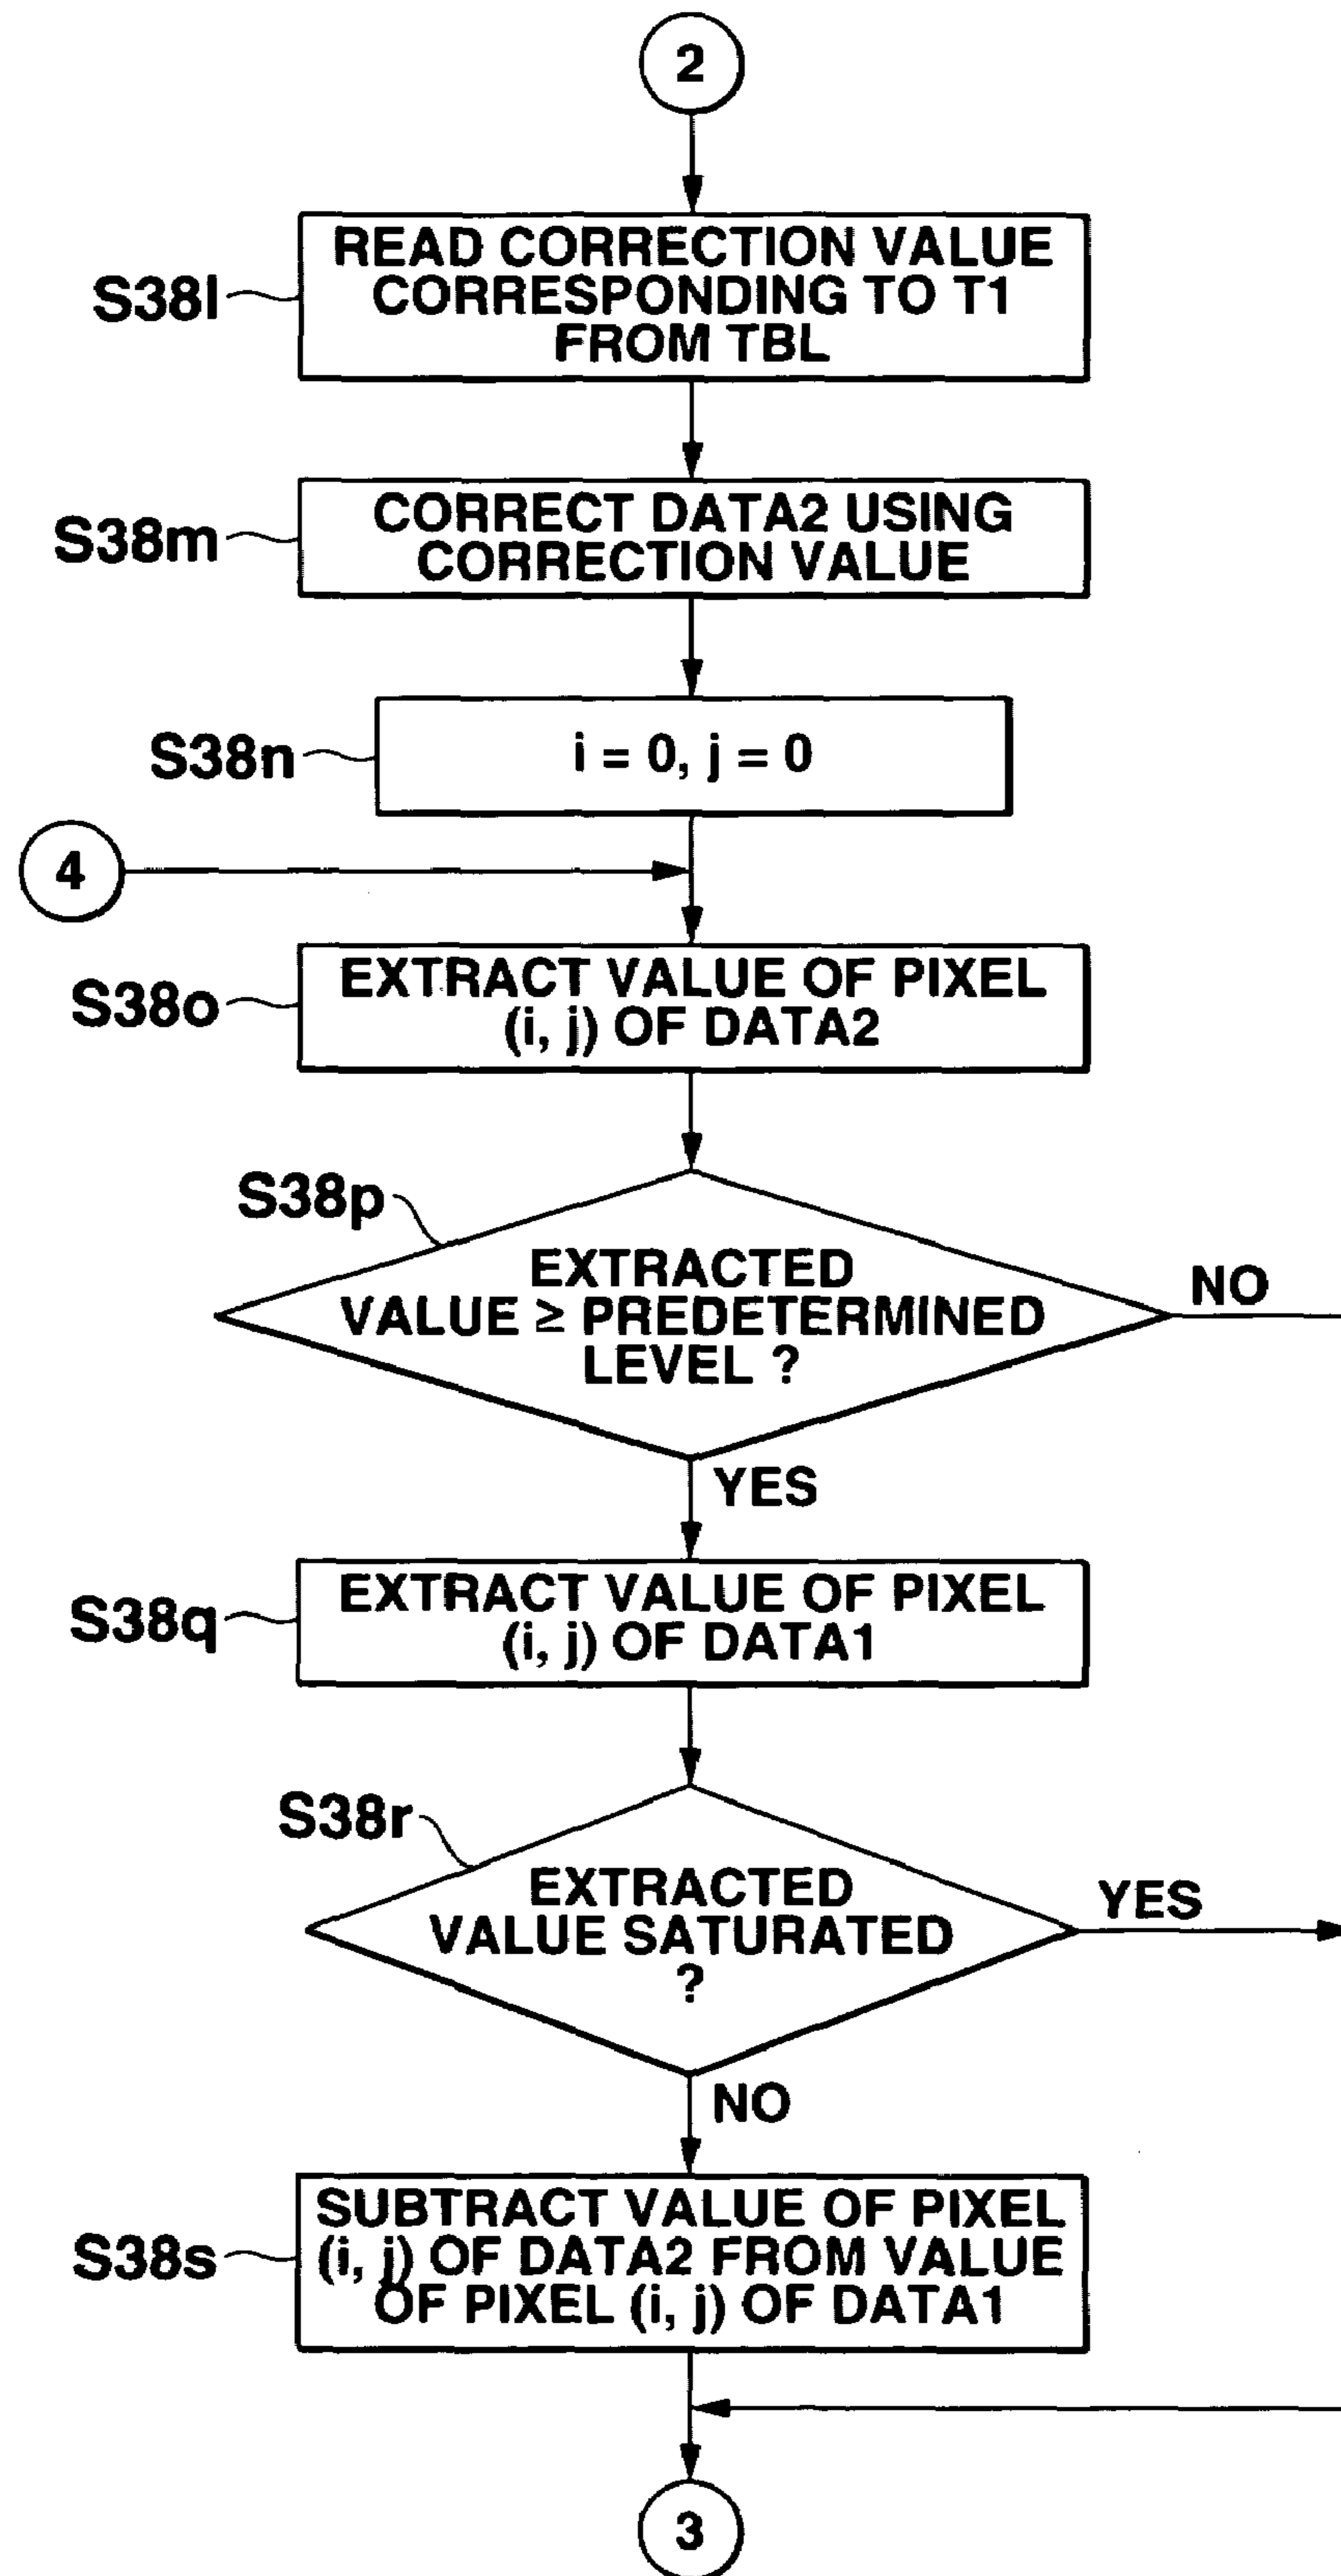 2
S38l
READ CORRECTION VALUE
CORRESPONDING TO T1
FROM TBL
S38m
CORRECT DATA2 USING
CORRECTION VALUE
S38n
i = 0, j = 0
4
S38o
EXTRACT VALUE OF PIXEL
(i, j) OF DATA2
S38p
EXTRACTED
VALUE ≥ PREDETERMINED
LEVEL ?
NO
YES
S38q
EXTRACT VALUE OF PIXEL
(i, j) OF DATA1
S38r
EXTRACTED
VALUE SATURATED
?
YES
NO
S38s
SUBTRACT VALUE OF PIXEL
(i, j) OF DATA2 FROM VALUE
OF PIXEL (i, j) OF DATA1
3